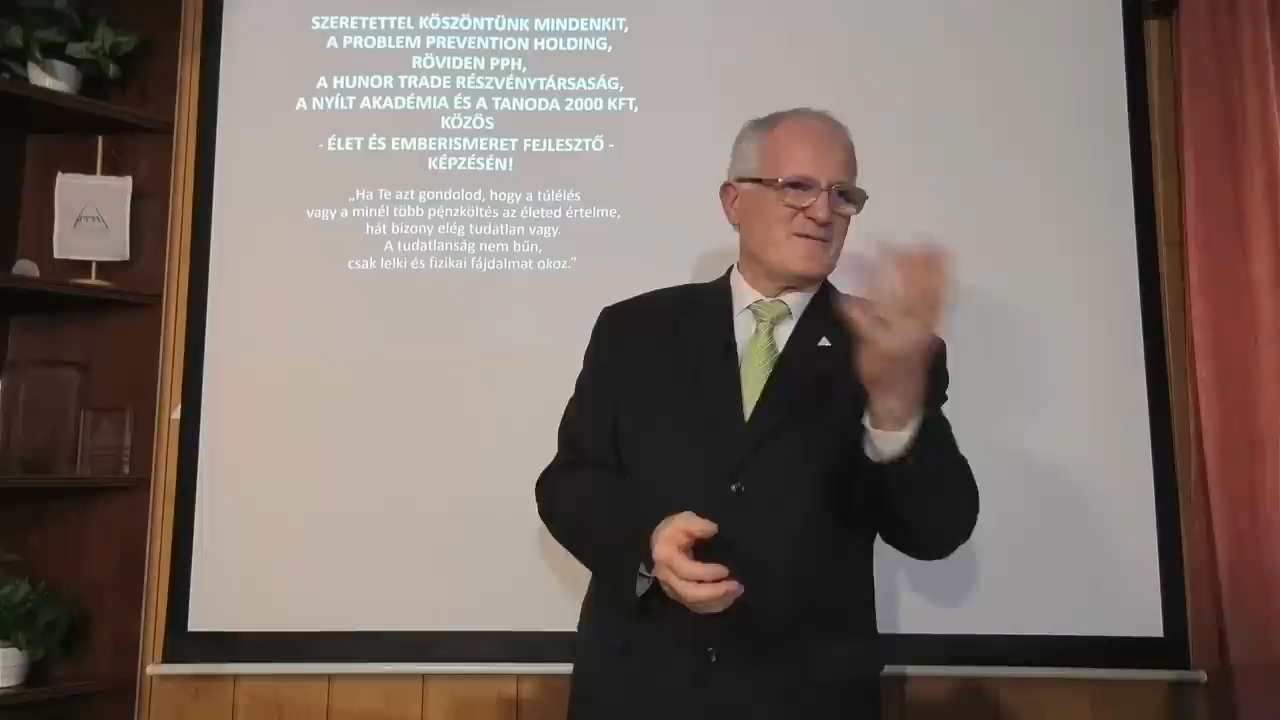 SZERETETTEL KÖSZÖNTÜNK MINDENKIT,
A PROBLEM PREVENTION HOLDING,
RÖVIDEN PPH,
A HUNOR TRADE RÉSZVÉNYTÁRSASÁG,
A NYÍLT AKADÉMIA ÉS A TANODA 2000 KFT,
KÖZÖS
- ÉLET ÉS EMBERISMERET FEJLESZTŐ -
KÉPZÉSÉN!
„Ha Te azt gondolod, hogy a túlélés
vagy a minél több pénzköltés az életed értelme,
hát bizony elég tudatlan vagy.
A tudatlanság nem bűn,
csak lelki és fizikai fájdalmat okoz.”